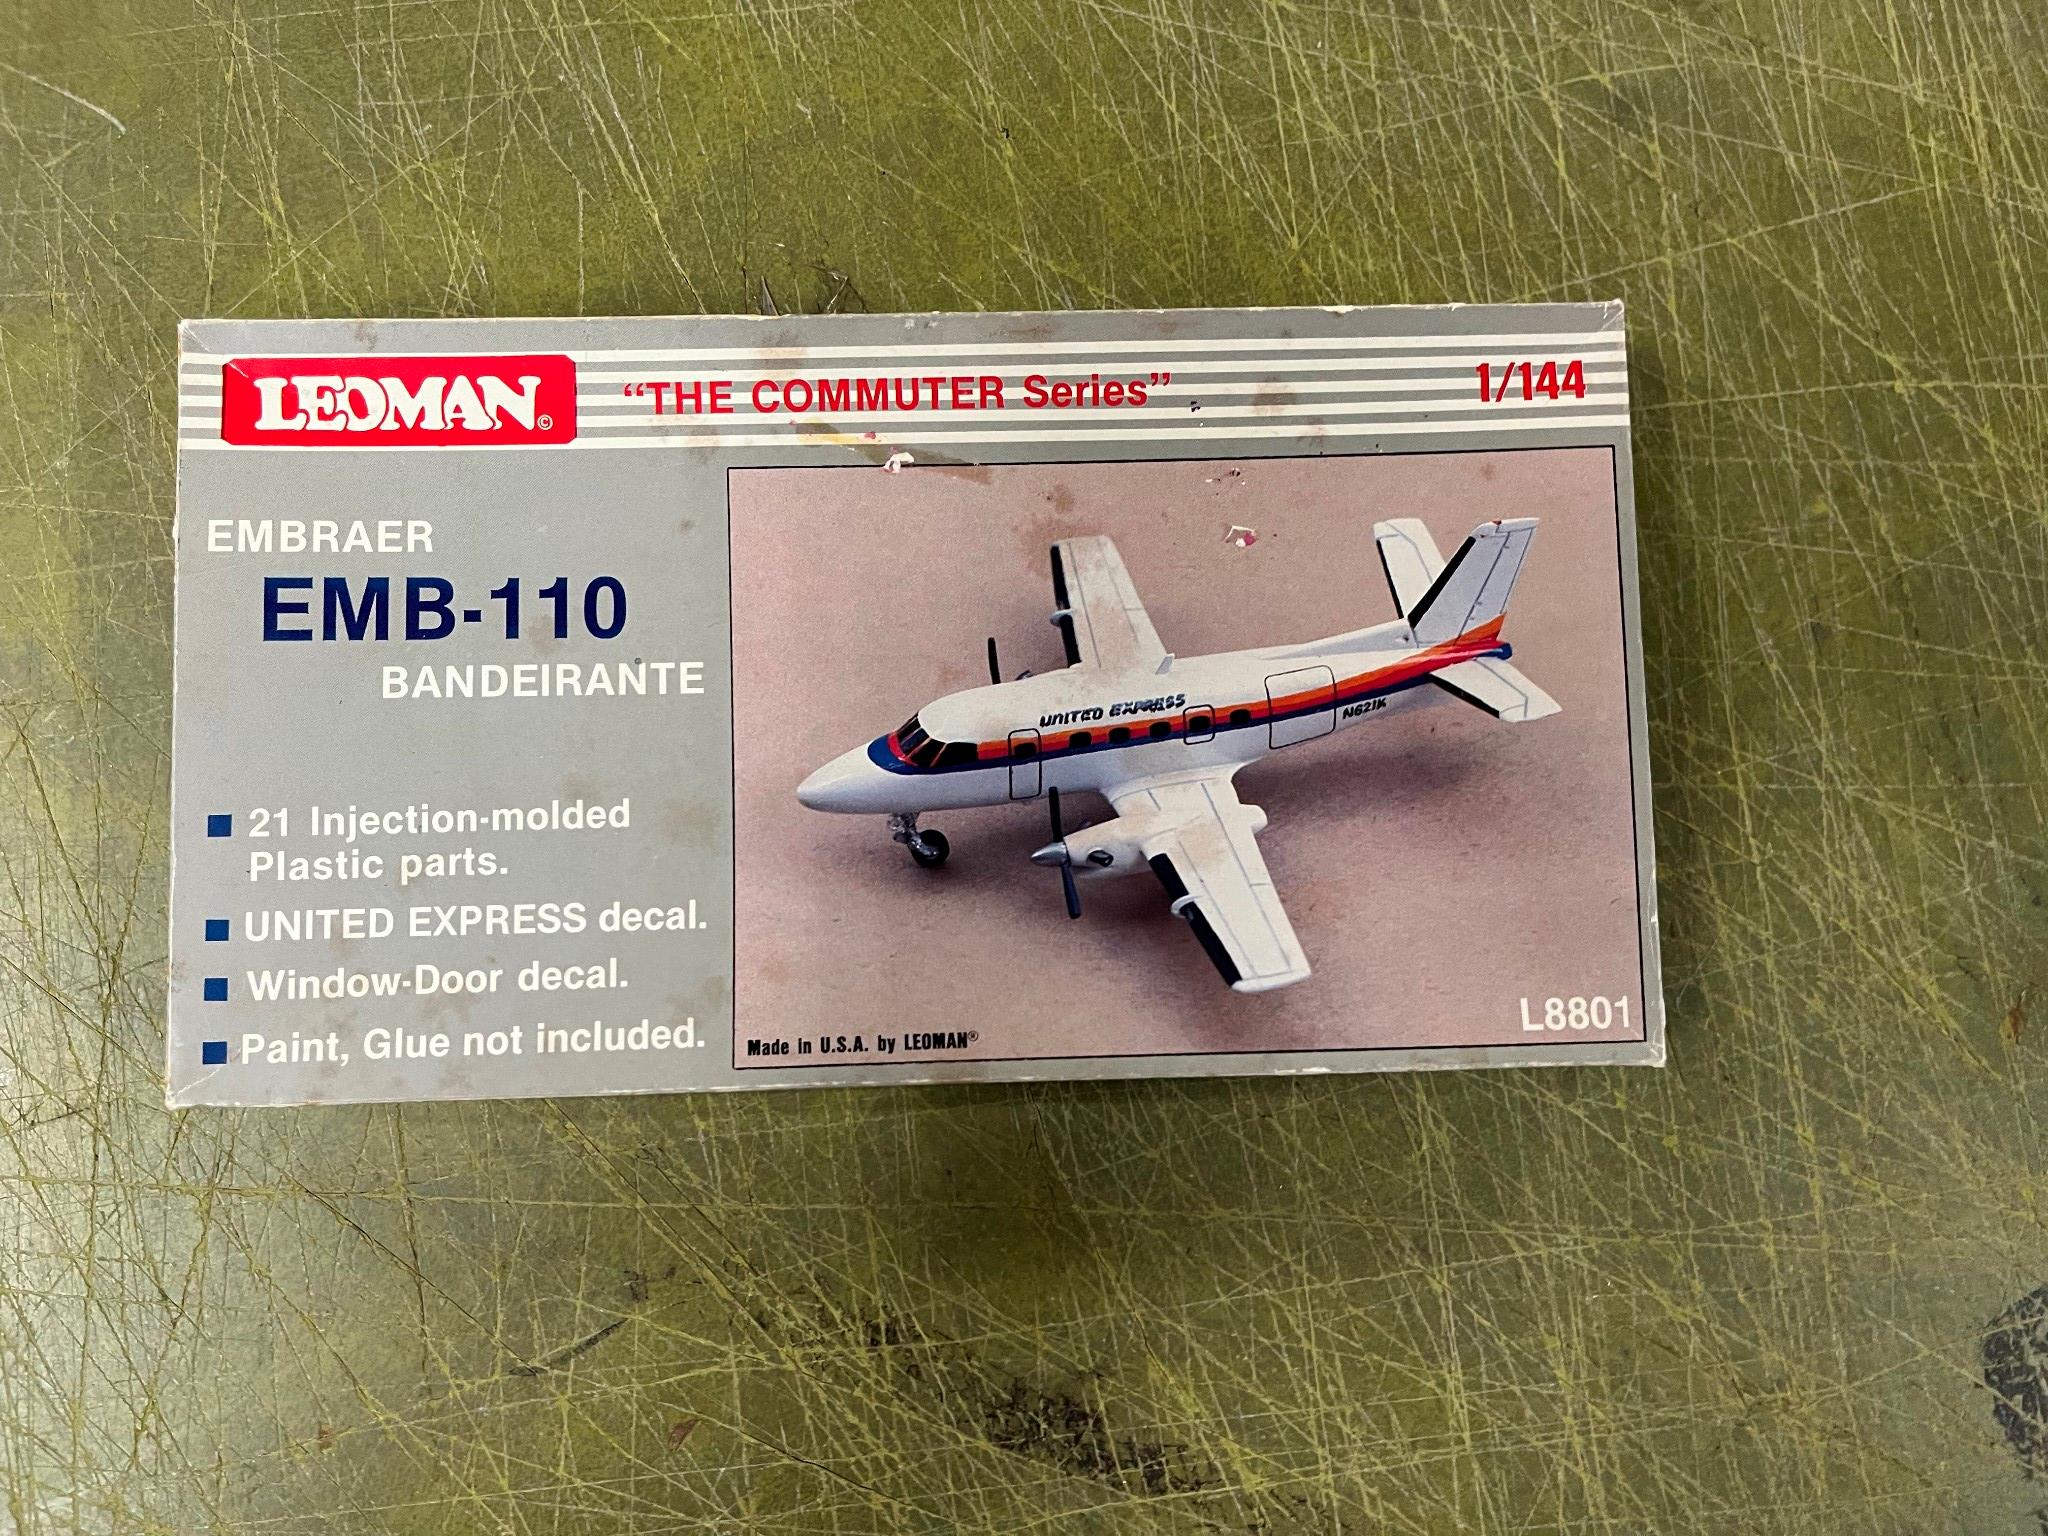 LEOMAN©
“THE COMMUTER Series”
1/144
EMBRAER
EMB-110
BANDEIRANTE
■ 21 Injection-molded
Plastic parts.
■ UNITED EXPRESS decal.
■ Window-Door decal.
■ Paint, Glue not included.
UNITED EXPRESS
N621K
Made in U.S.A. by LEOMAN®
L8801